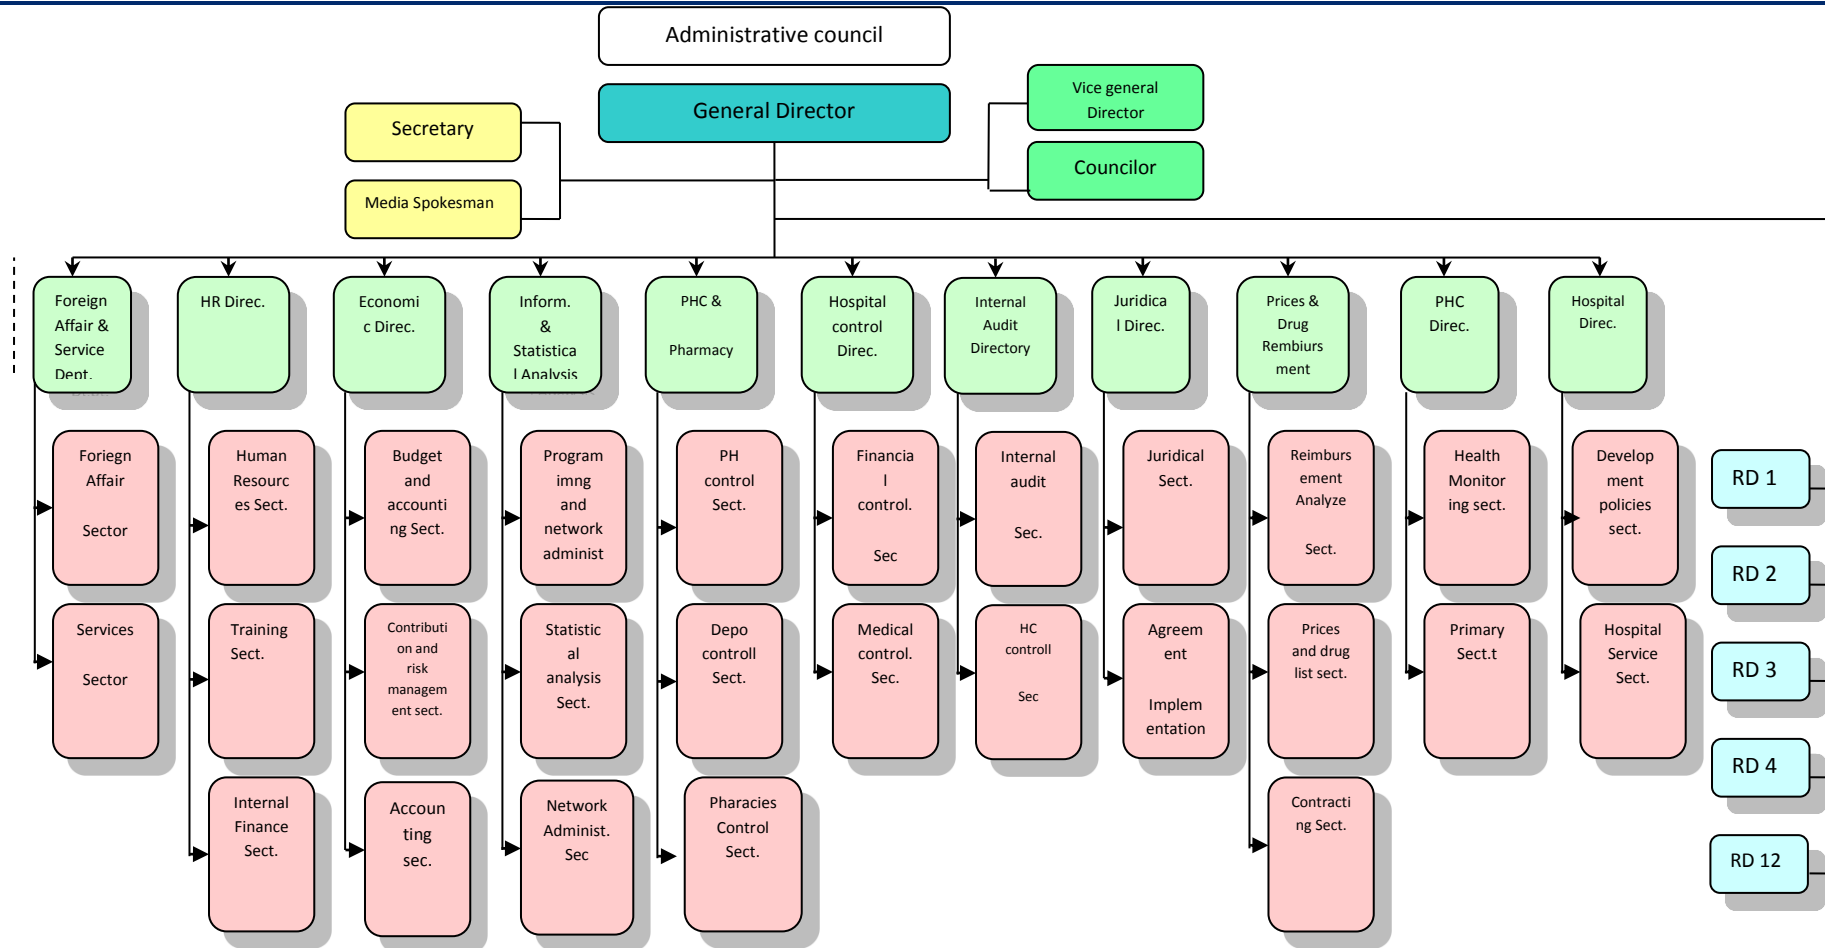 Administrative council
General Director
Vice general
Director
Councilor
Secretary
Media Spokesman
Foreign
Affair &
Service
Dept.
HR Direc.
Economi
c Direc.
Inform.
&
Statistica
l Analysis
PHC &
Pharmacy
Hospital
control
Direc.
Internal
Audit
Directory
Juridica
l Direc.
Prices &
Drug
Rembiurs
ment
PHC
Direc.
Hospital
Direc.
Foriegn
Affair
Sector
Human
Resourc
es Sect.
Budget
and
accounti
ng Sect.
Program
imng
and
network
administ
PH
control
Sect.
Financia
l
control.
Sec
Internal
audit
Sec.
Juridical
Sect.
Reimburs
ement
Analyze
Sect.
Health
Monitor
ing sect.
Develop
ment
policies
sect.
Services
Sector
Training
Sect.
Contributi
on and
risk
managem
ent sect.
Statistic
al
analysis
Sect.
Depo
controll
Sect.
Medical
control.
Sec.
HC
controll
Sec
Agreem
ent
Implem
entation
Prices
and drug
list sect.
Primary
Sect.t
Hospital
Service
Sect.
Internal
Finance
Sect.
Accoun
ting
sec.
Network
Administ.
Sec
Pharacies
Control
Sect.
Contracti
ng Sect.
RD 1
RD 2
RD 3
RD 4
RD 12